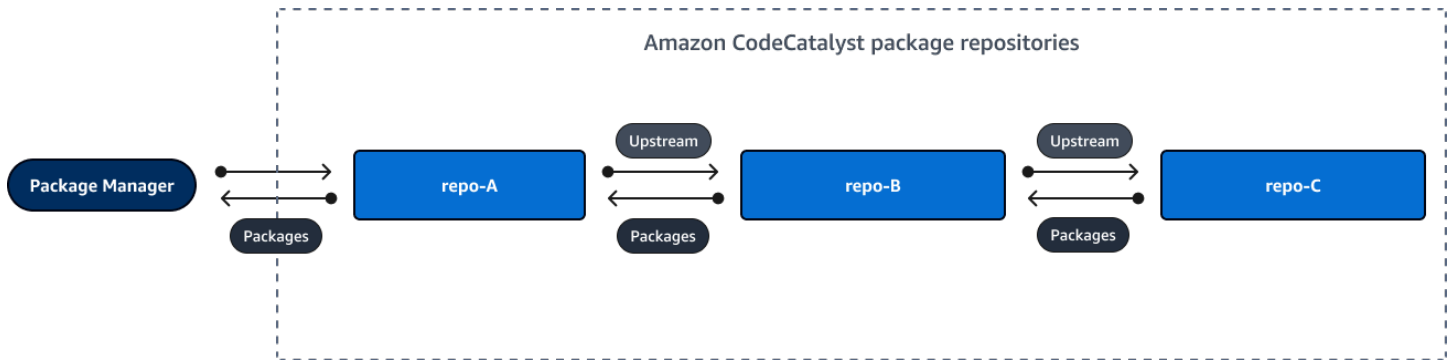 Amazon CodeCatalyst package repositories
Upstream
Upstream
Package Manager
repo-A
repo-B
repo-C
Packages
Packages
Packages